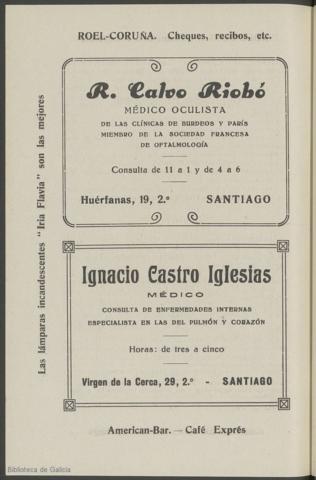 ROEL-CORUÑA. Cheques, recibos, etc.
Las lámparas incandescentes "Iria Flavia" son las mejores
R. Calvo Riobó
MÉDICO OCULISTA
DE LAS CLÍNICAS DE BURDEOS Y PARÍS
MIEMBRO DE LA SOCIEDAD FRANCESA
DE OFTALMOLOGÍA
Consulta de 11 a 1 y de 4 a 6
Huérfanas, 19, 2.º SANTIAGO
Ignacio Castro Iglesias
MÉDICO
CONSULTA DE ENFERMEDADES INTERNAS
ESPECIALISTA EN LAS DEL PULMÓN Y CORAZÓN
Horas: de tres a cinco
Virgen de la Cerca, 29, 2.º - SANTIAGO
American-Bar. — Café Exprés
Biblioteca de Galicia